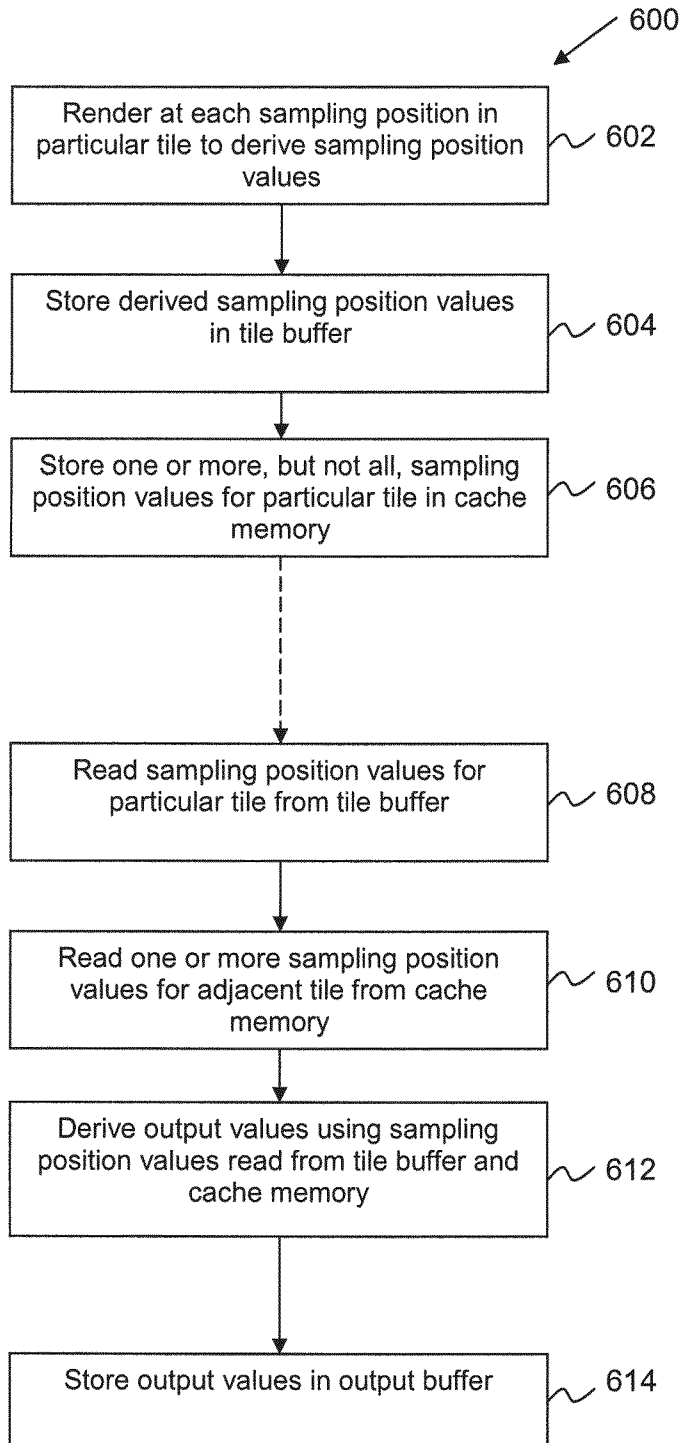 600
Render at each sampling position in
particular tile to derive sampling position
values
602
Store derived sampling position values
in tile buffer
604
Store one or more, but not all, sampling
position values for particular tile in cache
memory
606
Read sampling position values for
particular tile from tile buffer
608
Read one or more sampling position
values for adjacent tile from cache
memory
610
Derive output values using sampling
position values read from tile buffer and
cache memory
612
Store output values in output buffer
614